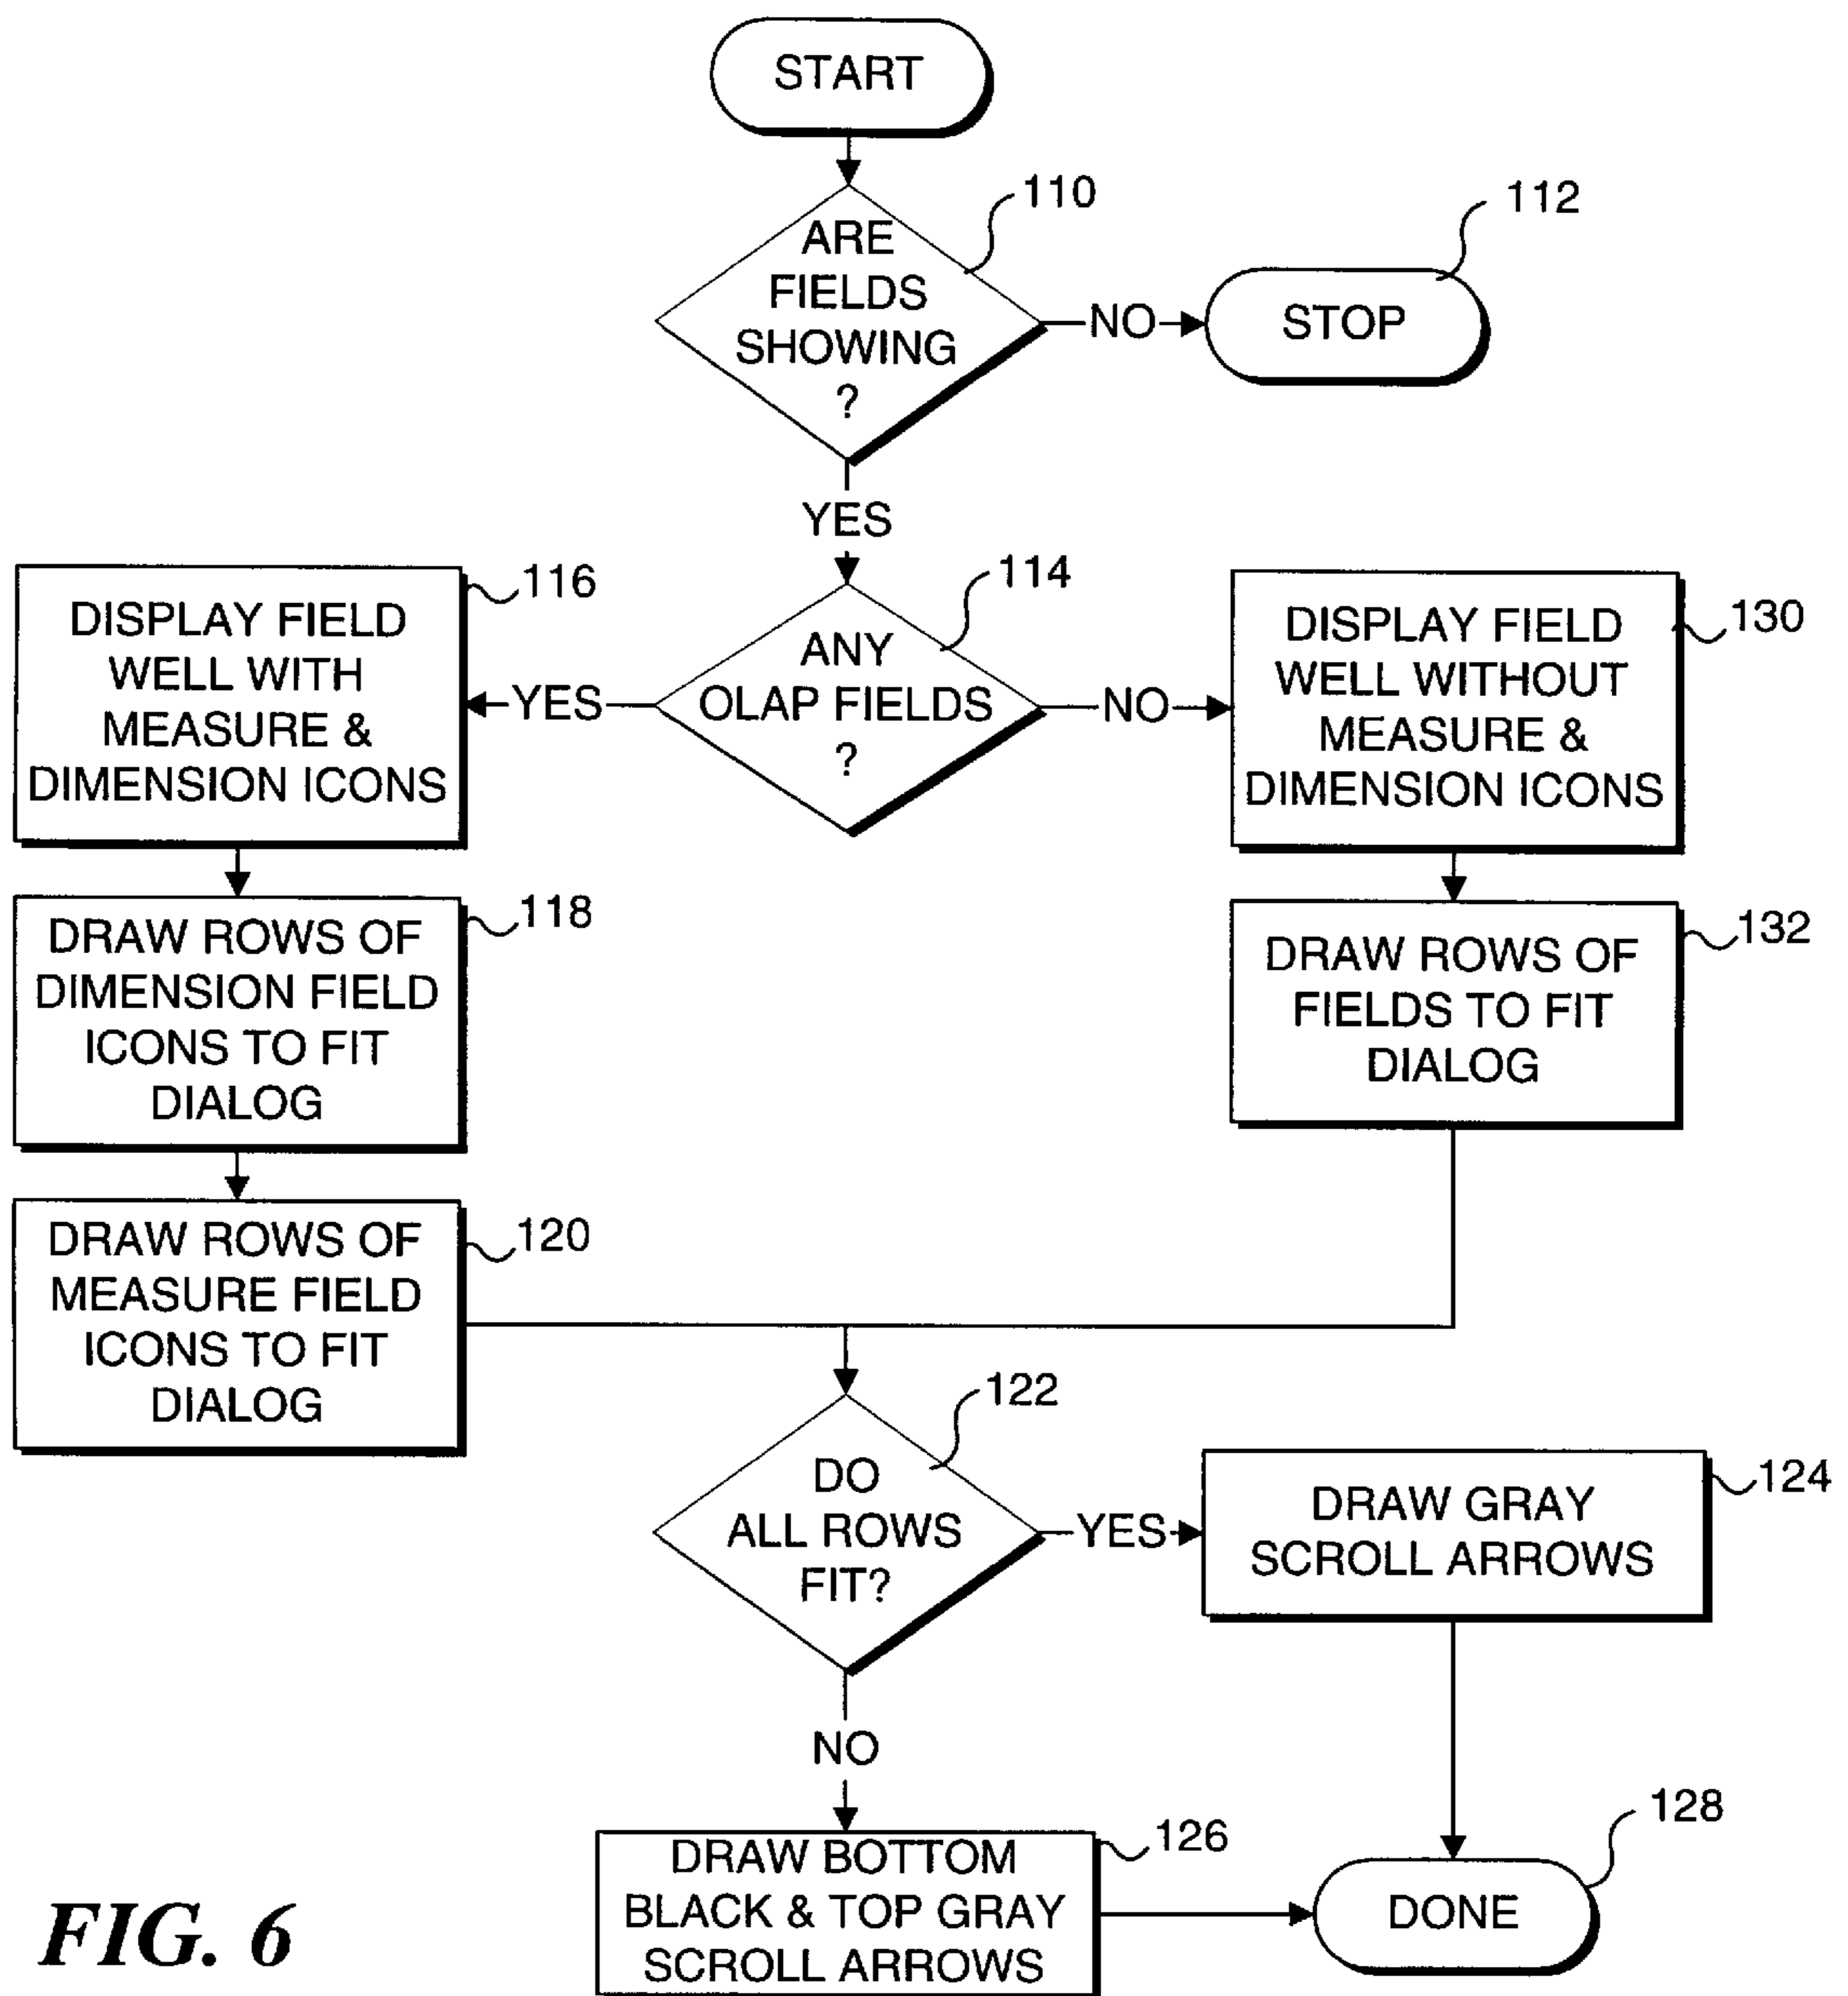 START
110
ARE
FIELDS
SHOWING
?
NO
112
STOP
YES
114
ANY
OLAP FIELDS
?
YES
NO
116
DISPLAY FIELD
WELL WITH
MEASURE &
DIMENSION ICONS
130
DISPLAY FIELD
WELL WITHOUT
MEASURE &
DIMENSION ICONS
118
DRAW ROWS OF
DIMENSION FIELD
ICONS TO FIT
DIALOG
132
DRAW ROWS OF
FIELDS TO FIT
DIALOG
120
DRAW ROWS OF
MEASURE FIELD
ICONS TO FIT
DIALOG
122
DO
ALL ROWS
FIT?
YES
124
DRAW GRAY
SCROLL ARROWS
NO
126
DRAW BOTTOM
BLACK & TOP GRAY
SCROLL ARROWS
128
DONE
FIG. 6